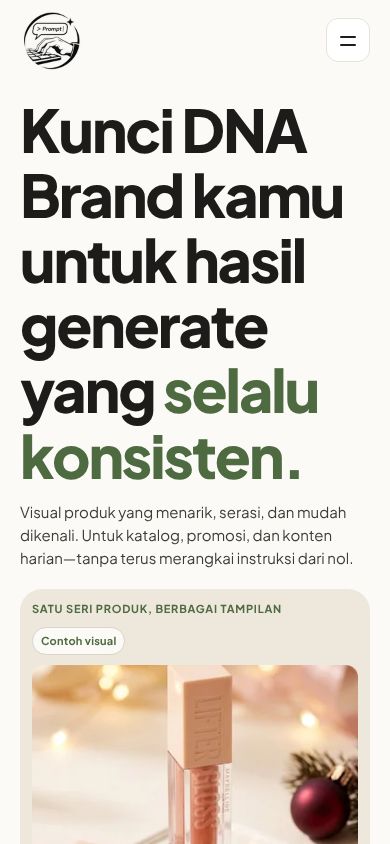 > Prompt|
Kunci DNA
Brand kamu
untuk hasil
generate
yang selalu
konsisten.
Visual produk yang menarik, serasi, dan mudah
dikenali. Untuk katalog, promosi, dan konten
harian—tanpa terus merangkai instruksi dari nol.
SATU SERI PRODUK, BERBAGAI TAMPILAN
Contoh visual
LIFTER
GLOSS
MAYBELLINE